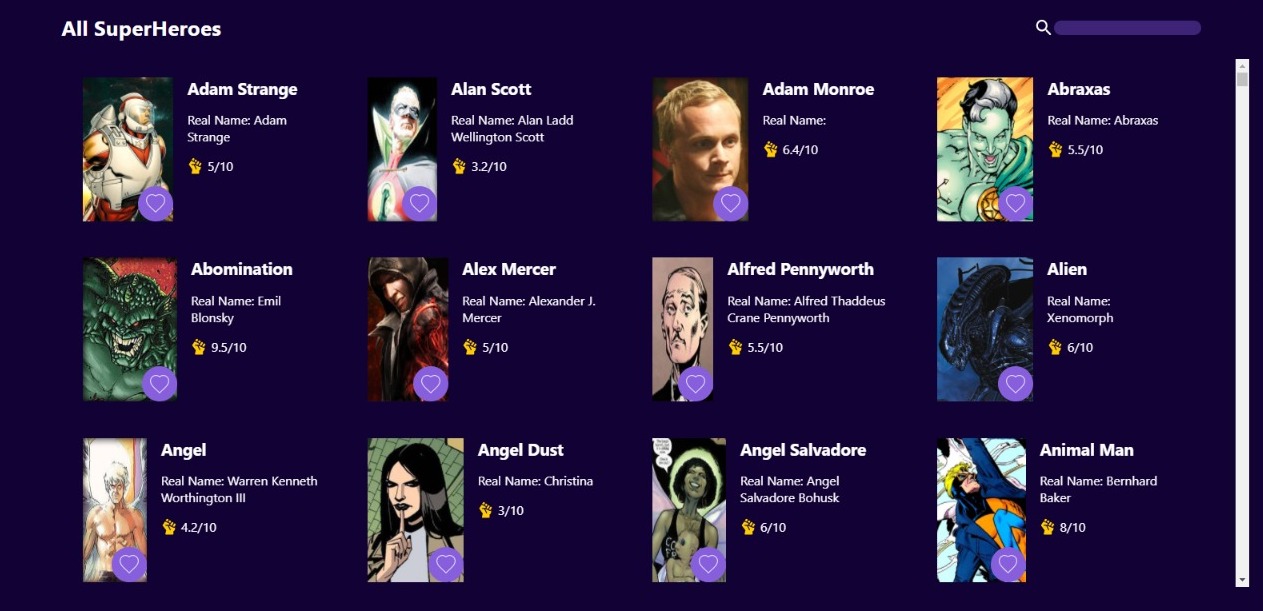 All SuperHeroes
Adam Strange
Real Name: Adam
Strange
5/10
Alan Scott
Real Name: Alan Ladd
Wellington Scott
3.2/10
Adam Monroe
Real Name:
6.4/10
Abraxas
Real Name: Abraxas
5.5/10
Abomination
Real Name: Emil
Blonsky
9.5/10
Alex Mercer
Real Name: Alexander J.
Mercer
5/10
Alfred Pennyworth
Real Name: Alfred Thaddeus
Crane Pennyworth
5.5/10
Alien
Real Name:
Xenomorph
6/10
Angel
Real Name: Warren Kenneth
Worthington III
4.2/10
Angel Dust
Real Name: Christina
3/10
Angel Salvadore
Real Name: Angel
Salvadore Bohusk
6/10
Animal Man
Real Name: Bernhard
Baker
8/10